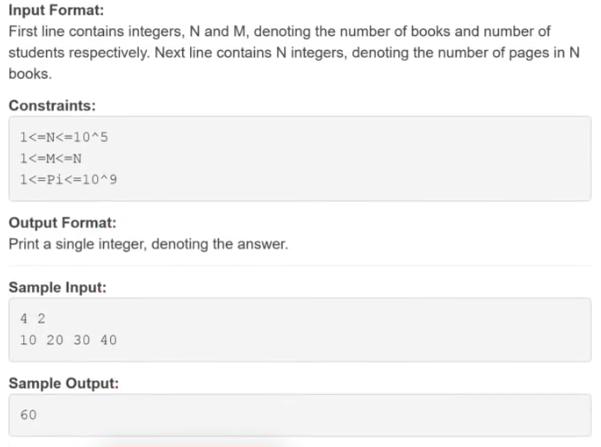 Input Format:
First line contains integers, N and M, denoting the number of books and number of
students respectively. Next line contains N integers, denoting the number of pages in N
books.
Constraints:
1<=N<=10^5
1<=M<=N
1<=Pi<=10^9
Output Format:
Print a single integer, denoting the answer.
Sample Input:
4 2
10 20 30 40
Sample Output:
60